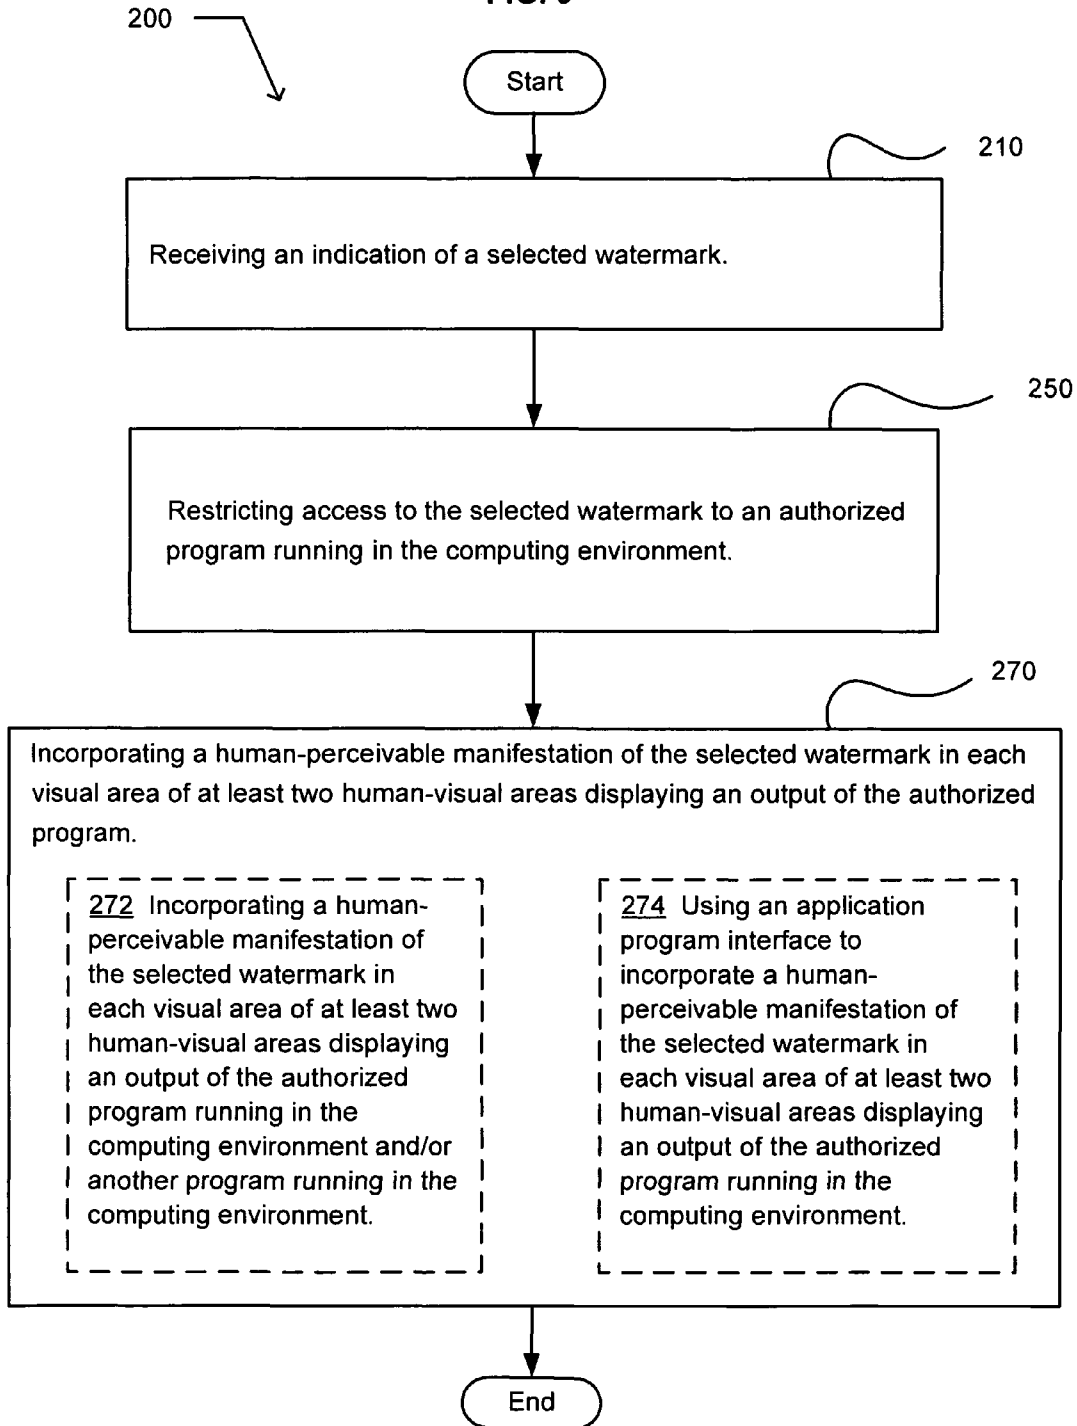 200
Start
210
Receiving an indication of a selected watermark.
250
Restricting access to the selected watermark to an authorized
program running in the computing environment.
270
Incorporating a human-perceivable manifestation of the selected watermark in each
visual area of at least two human-visual areas displaying an output of the authorized
program.
272 Incorporating a human-
perceivable manifestation of
the selected watermark in
each visual area of at least two
human-visual areas displaying
an output of the authorized
program running in the
computing environment and/or
another program running in the
computing environment.
274 Using an application
program interface to
incorporate a human-
perceivable manifestation of
the selected watermark in
each visual area of at least two
human-visual areas displaying
an output of the authorized
program running in the
computing environment.
End